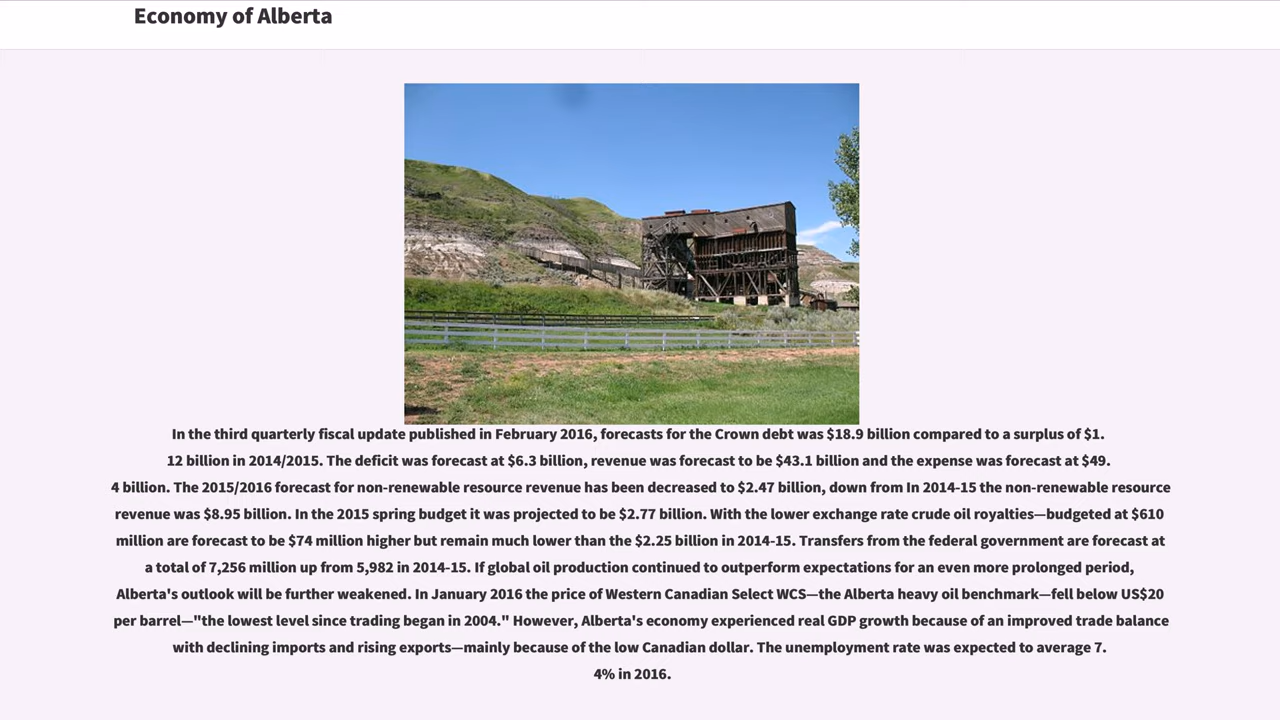 Economy of Alberta
In the third quarterly fiscal update published in February 2016, forecasts for the Crown debt was $18.9 billion compared to a surplus of $1.
12 billion in 2014/2015. The deficit was forecast at $6.3 billion, revenue was forecast to be $43.1 billion and the expense was forecast at $49.
4 billion. The 2015/2016 forecast for non-renewable resource revenue has been decreased to $2.47 billion, down from In 2014-15 the non-renewable resource
revenue was $8.95 billion. In the 2015 spring budget it was projected to be $2.77 billion. With the lower exchange rate crude oil royalties—budgeted at $610
million are forecast to be $74 million higher but remain much lower than the $2.25 billion in 2014-15. Transfers from the federal government are forecast at
a total of 7,256 million up from 5,982 in 2014-15. If global oil production continued to outperform expectations for an even more prolonged period,
Alberta's outlook will be further weakened. In January 2016 the price of Western Canadian Select WCS—the Alberta heavy oil benchmark—fell below US$20
per barrel—"the lowest level since trading began in 2004." However, Alberta's economy experienced real GDP growth because of an improved trade balance
with declining imports and rising exports—mainly because of the low Canadian dollar. The unemployment rate was expected to average 7.
4% in 2016.